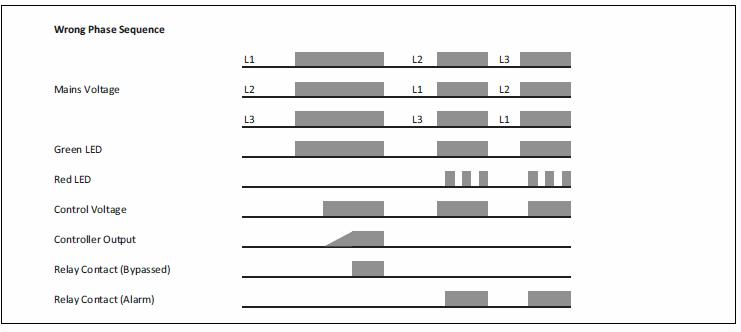 Wrong Phase Sequence
L1 L2 L3
Mains Voltage L2 L1 L2
L3 L3 L1
Green LED
Red LED
Control Voltage
Controller Output
Relay Contact (Bypassed)
Relay Contact (Alarm)